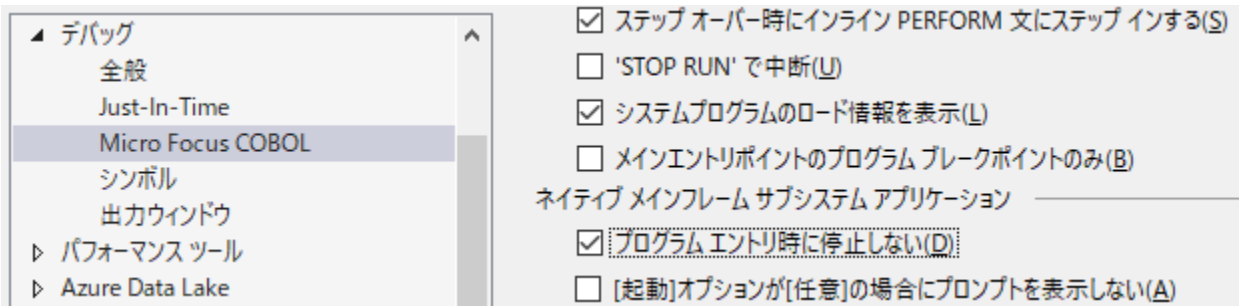 デバッグ
全般
Just-In-Time
Micro Focus COBOL
シンボル
出力ウィンドウ
パフォーマンス ツール
Azure Data Lake
ステップ オーバー時にインライン PERFORM 文にステップ インする(S)
'STOP RUN' で中断(U)
システムプログラムのロード情報を表示(L)
メインエントリポイントのプログラム ブレークポイントのみ(B)
ネイティブ メインフレーム サブシステム アプリケーション
プログラム エントリ時に停止しない(D)
[起動]オプションが[任意]の場合にプロンプトを表示しない(A)